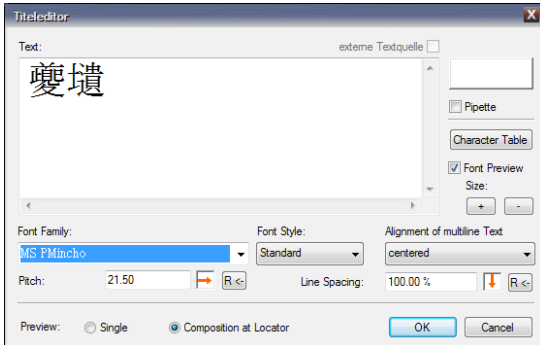 Titeleditor
Text:
externe Textquelle
夔壝
Pipette
Character Table
Font Preview
Size:
+ -
Font Family:
Font Style:
Alignment of multiline Text
MS PMincho
Standard
centered
Pitch: 21.50 R <-
Line Spacing: 100.00 % R <-
Preview: Single Composition at Locator
OK Cancel